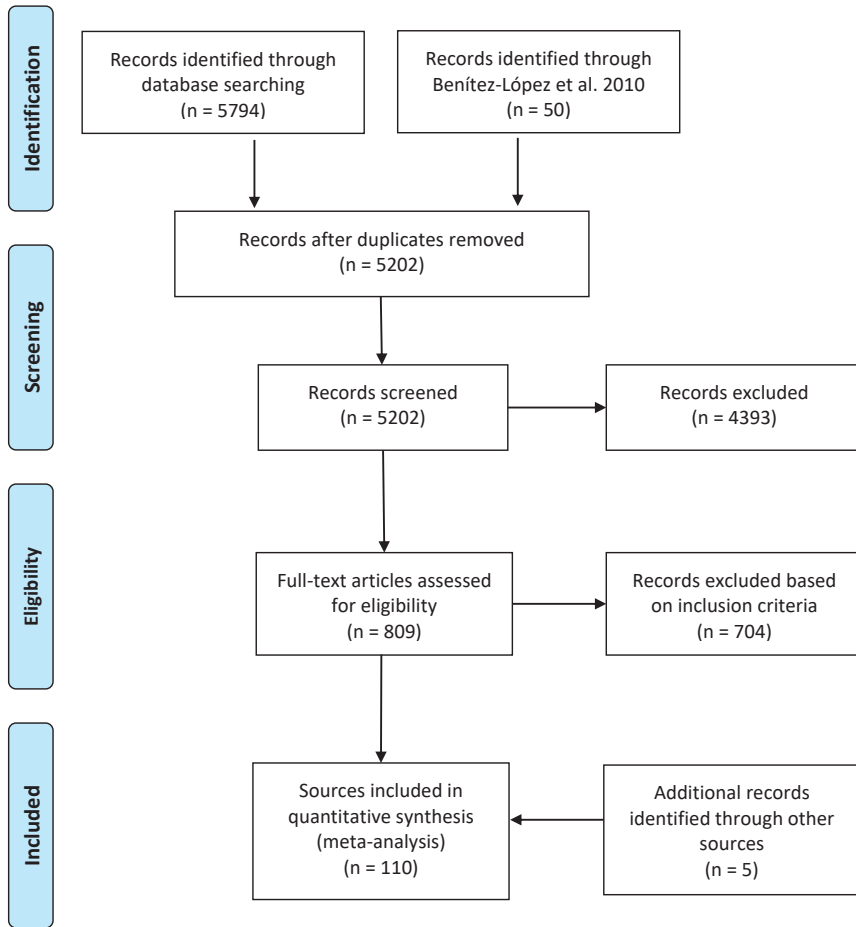 Identification
Records identified through
database searching
(n = 5794)
Records identified through
Benítez-López et al. 2010
(n = 50)
Records after duplicates removed
(n = 5202)
Screening
Records screened
(n = 5202)
Records excluded
(n = 4393)
Eligibility
Full-text articles assessed
for eligibility
(n = 809)
Records excluded based
on inclusion criteria
(n = 704)
Included
Sources included in
quantitative synthesis
(meta-analysis)
(n = 110)
Additional records
identified through other
sources
(n = 5)